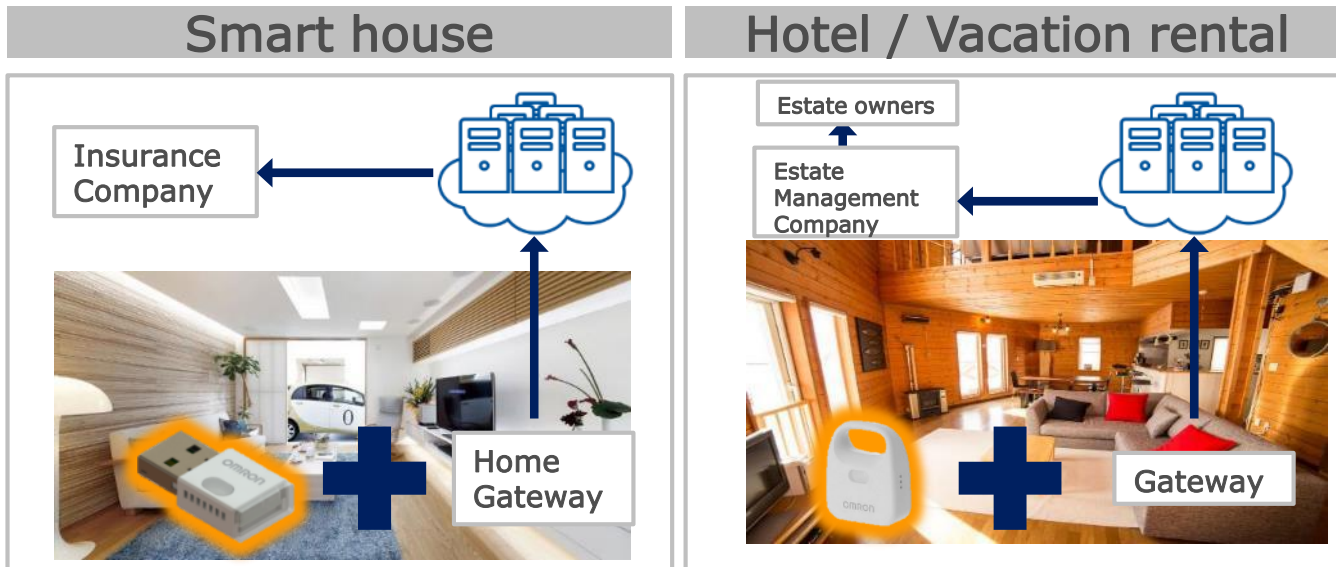 Smart house
Insurance
Company
OMRON
Home
Gateway
Hotel / Vacation rental
Estate owners
Estate
Management
Company
OMRON
Gateway